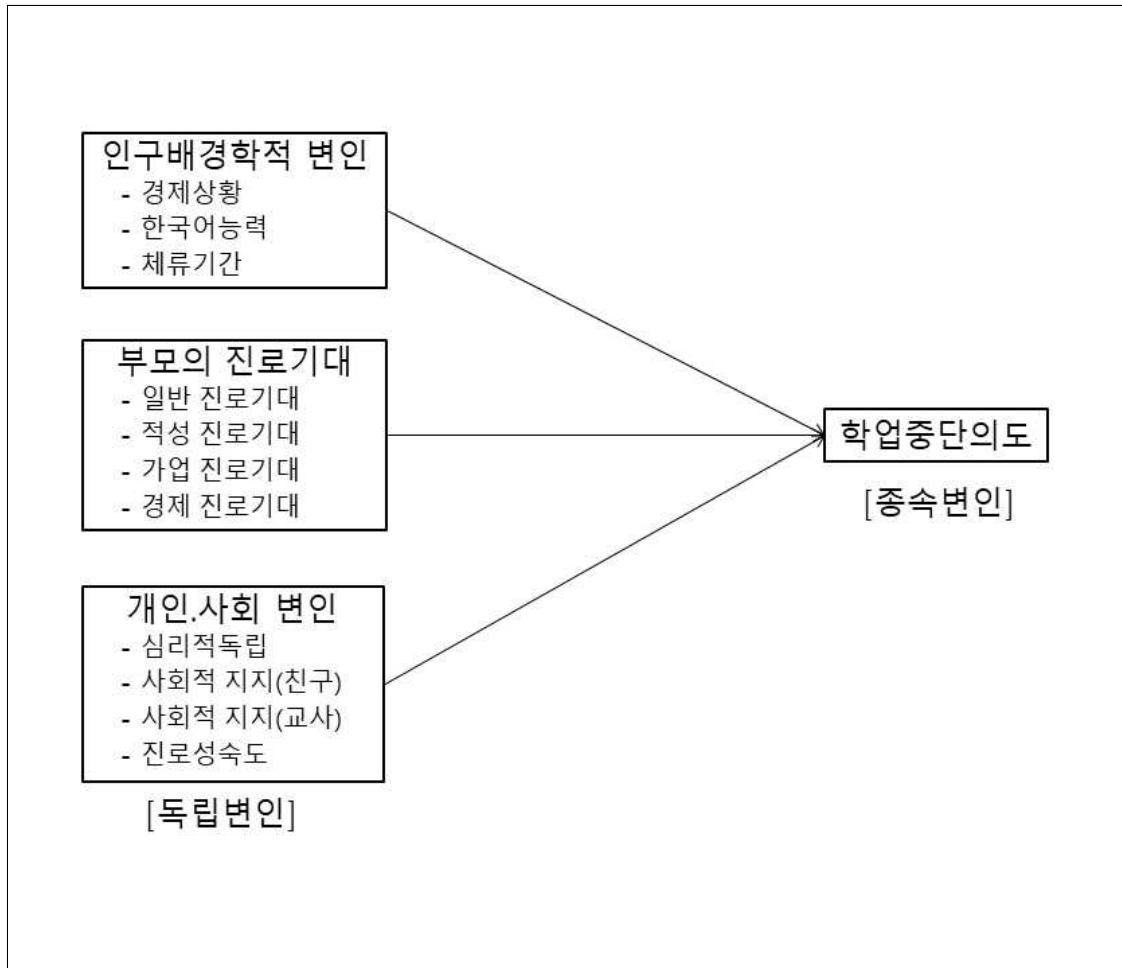 인구배경학적 변인
- 경제상황
- 한국어능력
- 체류기간
부모의 진로기대
- 일반 진로기대
- 적성 진로기대
- 가업 진로기대
- 경제 진로기대
개인.사회 변인
- 심리적독립
- 사회적 지지(친구)
- 사회적 지지(교사)
- 진로성숙도
[독립변인]
학업중단의도
[종속변인]